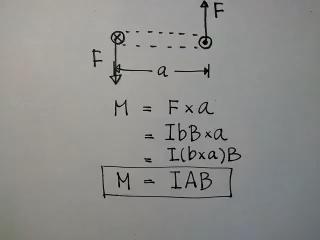 F
F
a
M = F×a
= IbB×a
= I(b×a)B
M = IAB